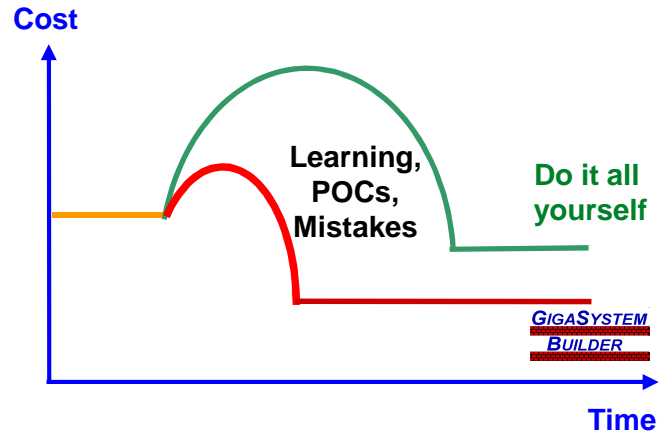 Cost
Learning,
POCs,
Mistakes
Do it all
yourself
GIGASYSTEM
BUILDER
Time